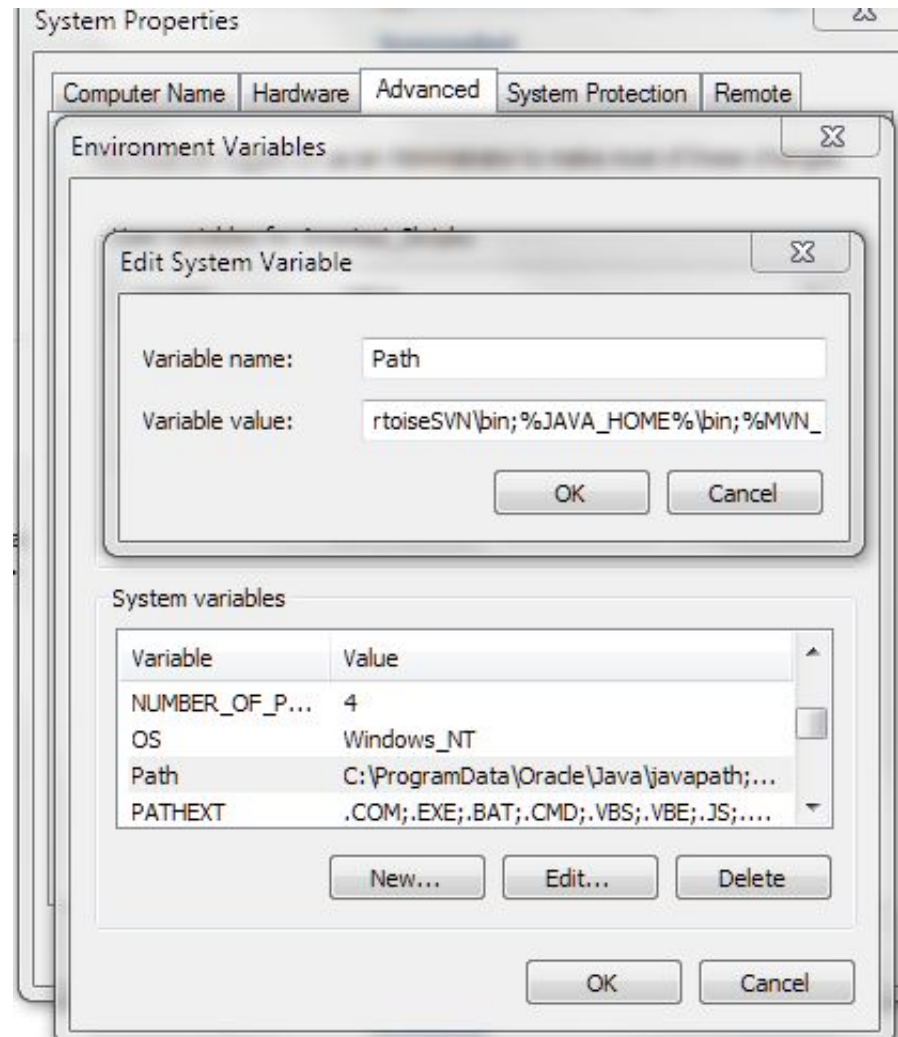 System Properties
Computer Name Hardware Advanced System Protection Remote
Environment Variables
Edit System Variable
Variable name: Path
Variable value: rtoiseSVN\bin;%JAVA_HOME%\bin;%MVN_
OK Cancel
System variables
Variable Value
NUMBER_OF_P... 4
OS Windows_NT
Path C:\ProgramData\Oracle\Java\javapath;...
PATHEXT .COM;.EXE;.BAT;.CMD;.VBS;.VBE;.JS;....
New... Edit... Delete
OK Cancel